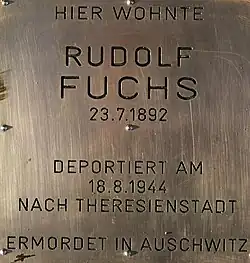 HIER WOHNTE
RUDOLF
FUCHS
23.7.1892
DEPORTIERT AM
18.8.1944
NACH THERESIENSTADT
ERMORDET IN AUSCHWITZ